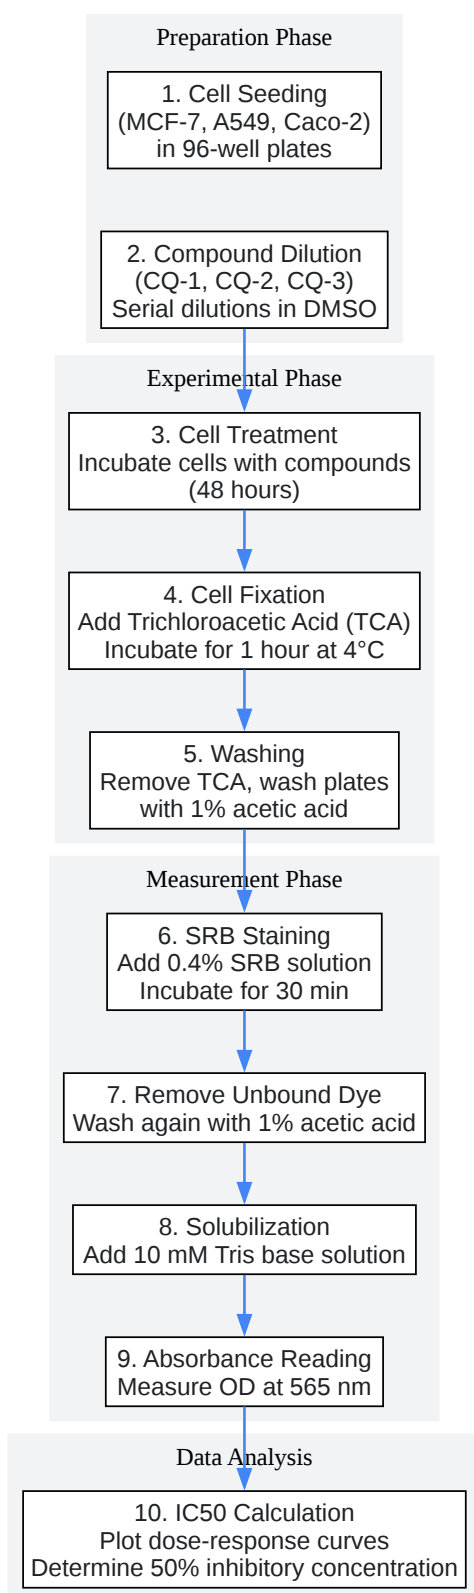 Preparation Phase
1. Cell Seeding
(MCF-7, A549, Caco-2)
in 96-well plates
2. Compound Dilution
(CQ-1, CQ-2, CQ-3)
Serial dilutions in DMSO
Experimental Phase
3. Cell Treatment
Incubate cells with compounds
(48 hours)
4. Cell Fixation
Add Trichloroacetic Acid (TCA)
Incubate for 1 hour at 4°C
5. Washing
Remove TCA, wash plates
with 1% acetic acid
Measurement Phase
6. SRB Staining
Add 0.4% SRB solution
Incubate for 30 min
7. Remove Unbound Dye
Wash again with 1% acetic acid
8. Solubilization
Add 10 mM Tris base solution
9. Absorbance Reading
Measure OD at 565 nm
Data Analysis
10. IC50 Calculation
Plot dose-response curves
Determine 50% inhibitory concentration